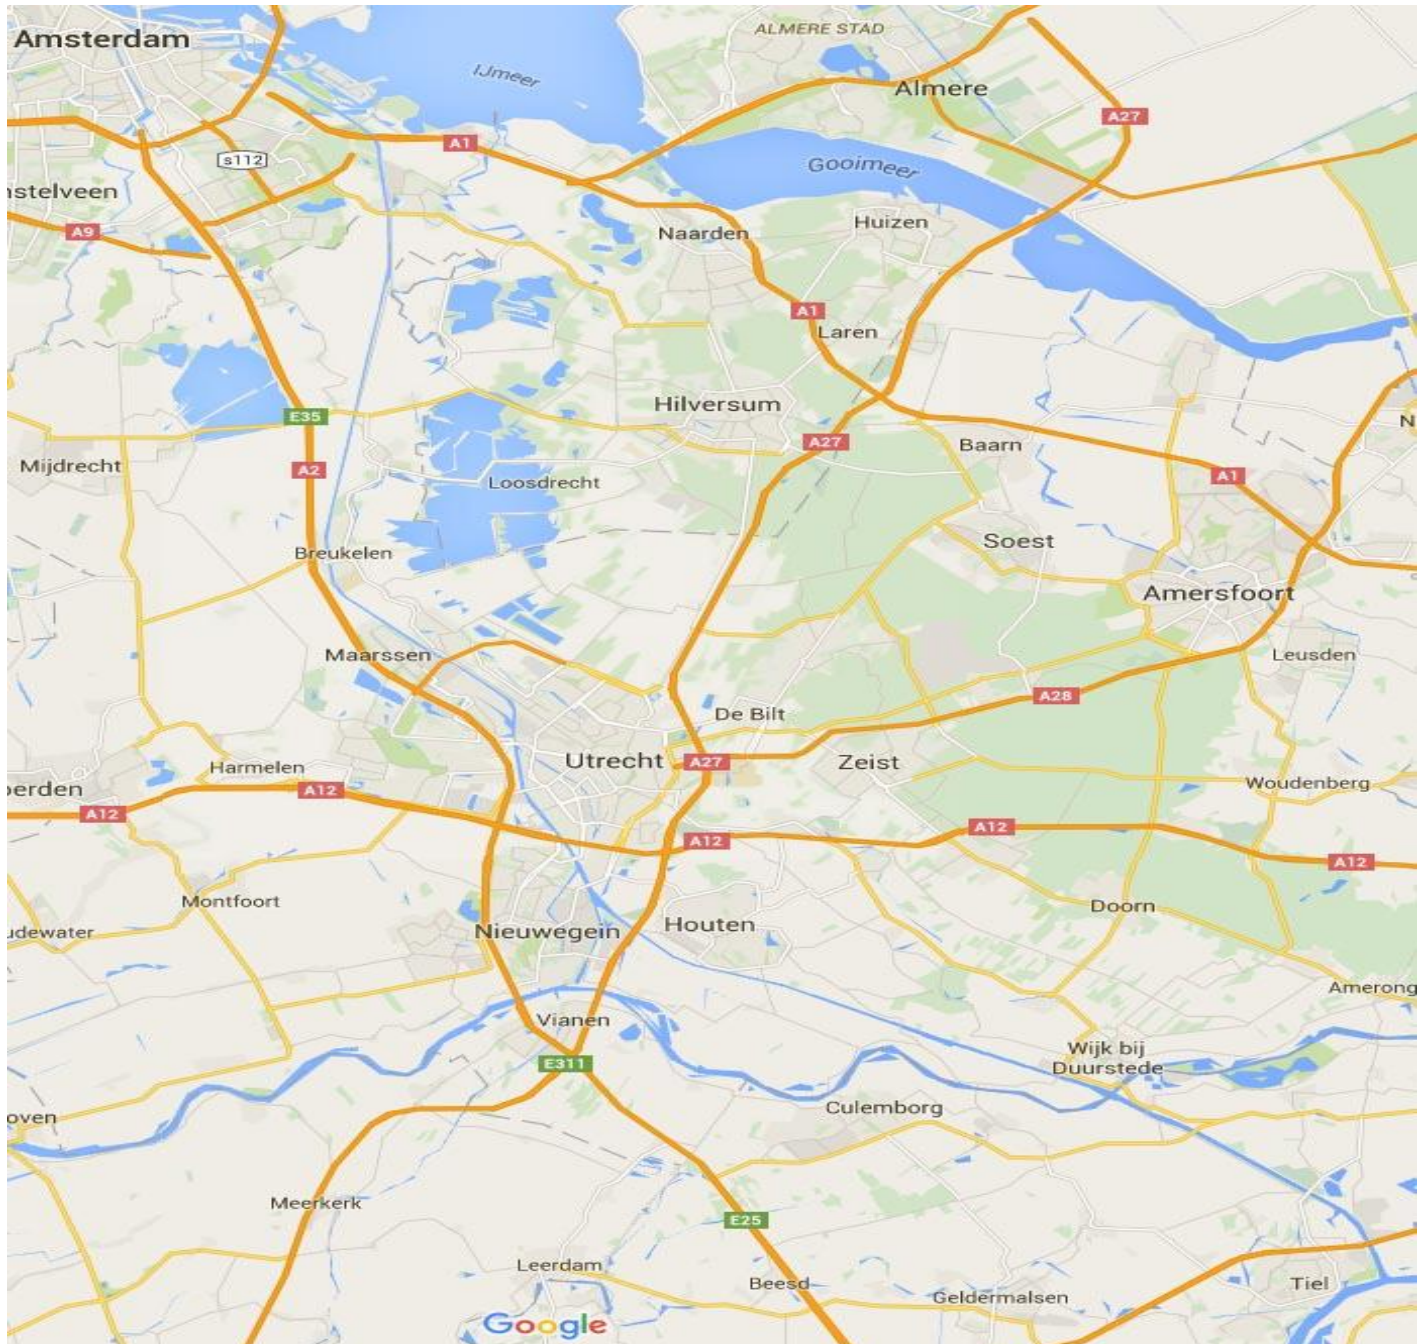 ALMERE STAD
Amsterdam
IJmeer
Almere
A27
A1
s112
Gooimeer
nstelveen
Huizen
A9
Naarden
A1
Laren
Hilversum
E35
N
A27
Baarn
Mijdrecht
A2
A1
Loosdrecht
Soest
Breukelen
Amersfoort
Maarssen
Leusden
A28
De Bilt
Utrecht
A27
Zeist
Harmelen
Woudenberg
oerden
A12
A12
A12
A12
A12
Montfoort
Doorn
udewater
Nieuwegein
Houten
Amerong
Vianen
Wijk bij
Duurstede
E311
Culemborg
oven
Meerkerk
E25
Leerdam
Beesd
Tiel
Geldermalsen
Google